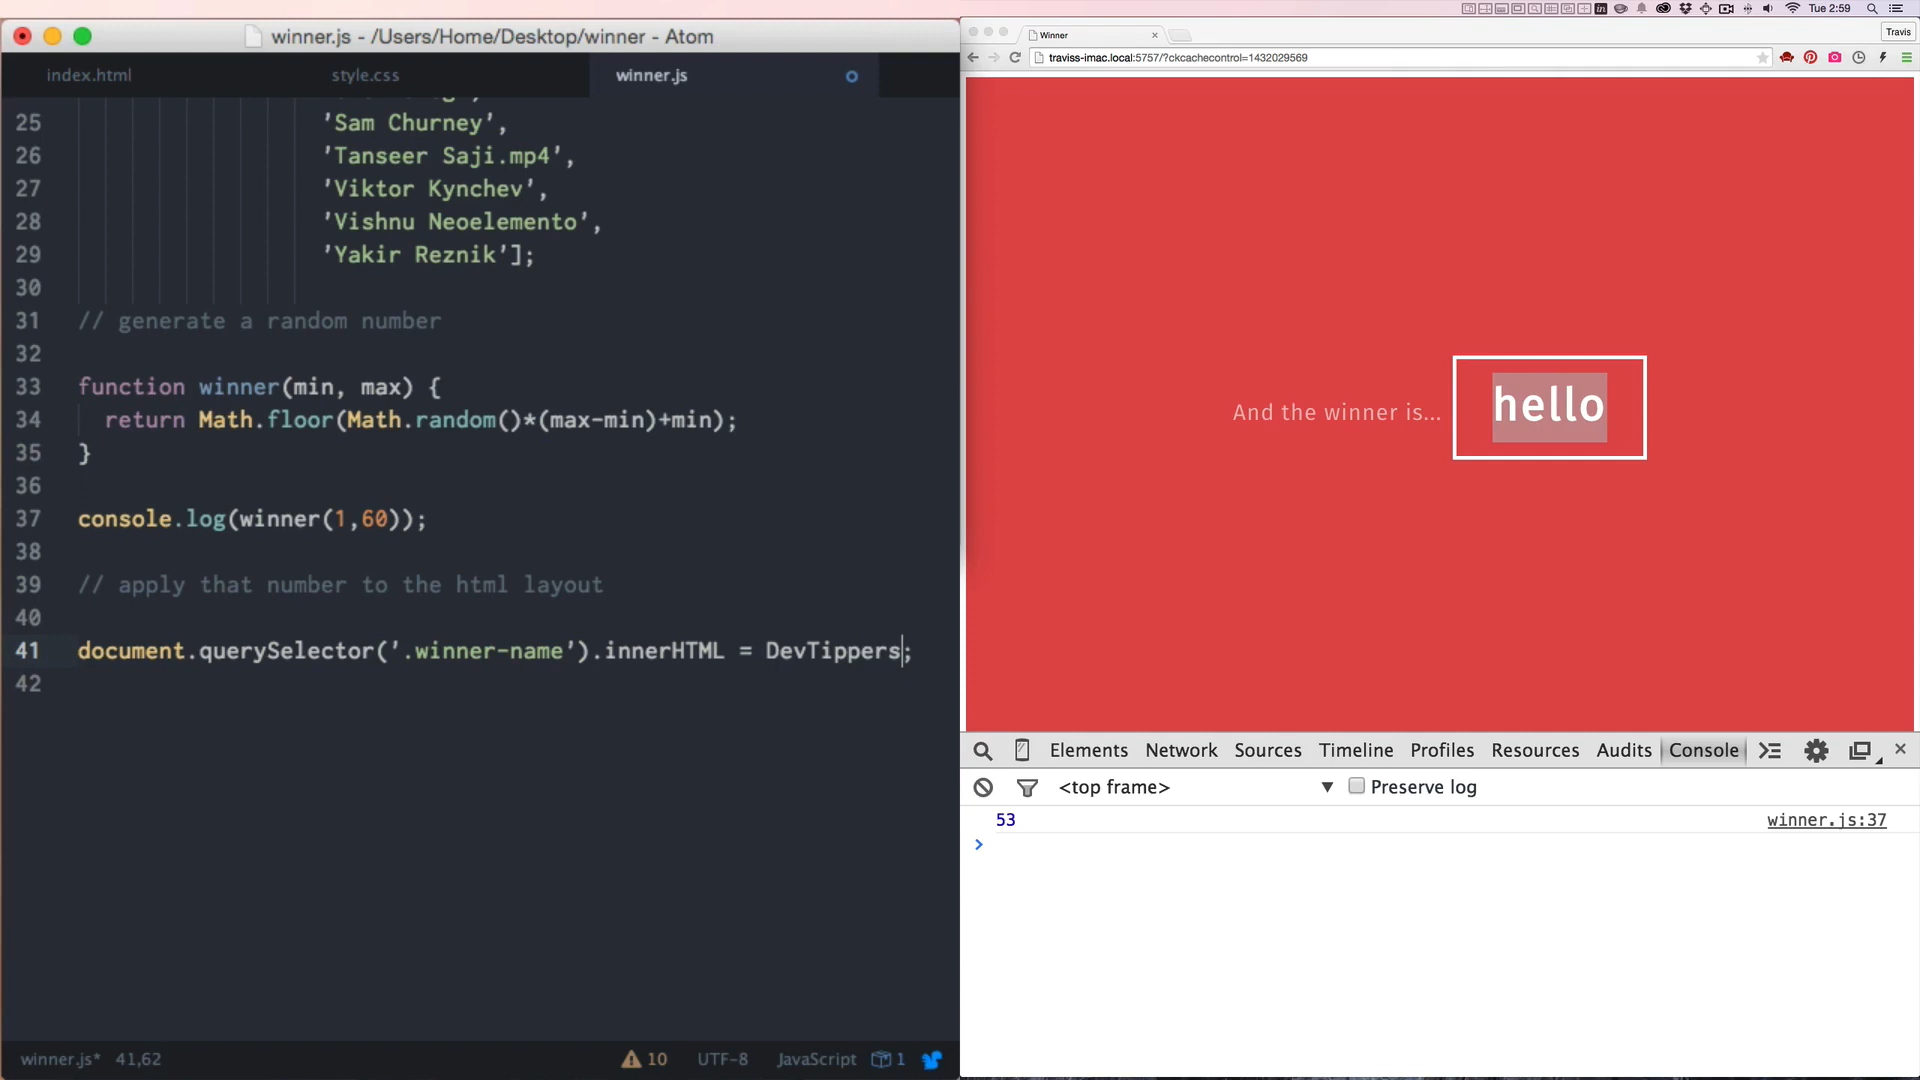 winner.js - /Users/Home/Desktop/winner - Atom
index.html
style.css
winner.js
25 'Sam Churney',
26 'Tanseer Saji.mp4',
27 'Viktor Kynchev',
28 'Vishnu Neoelemento',
29 'Yakir Reznik'];
30
31 // generate a random number
32
33 function winner(min, max) {
34 return Math.floor(Math.random()*(max-min)+min);
35 }
36
37 console.log(winner(1,60));
38
39 // apply that number to the html layout
40
41 document.querySelector('.winner-name').innerHTML = DevTippers;
42
winner.js* 41,62
10 UTF-8 JavaScript 1
Tue 2:59
Winner
Travis
traviss-imac.local:5757/?ckcachecontrol=1432029569
And the winner is...
hello
Elements Network Sources Timeline Profiles Resources Audits Console
<top frame> Preserve log
53 winner.js:37